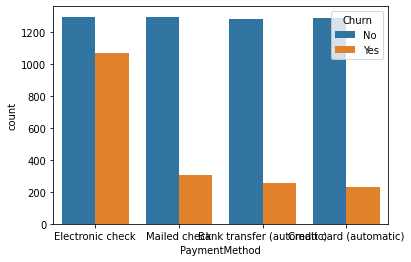 Churn
No
Yes
1200
1000
800
600
400
200
0
count
Electronic check Mailed check Bank transfer (automatic) Credit card (automatic)
PaymentMethod